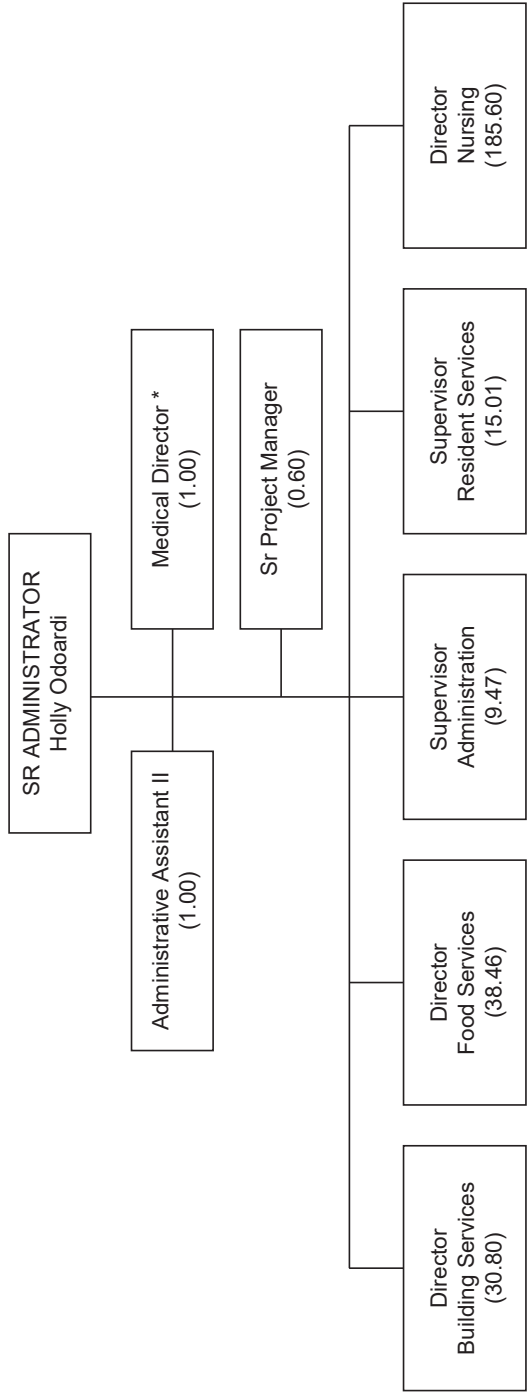 SR ADMINISTRATOR
Holly Odoardi
Administrative Assistant II
(1.00)
Medical Director *
(1.00)
Sr Project Manager
(0.60)
Director
Building Services
(30.80)
Director
Food Services
(38.46)
Supervisor
Administration
(9.47)
Supervisor
Resident Services
(15.01)
Director
Nursing
(185.60)